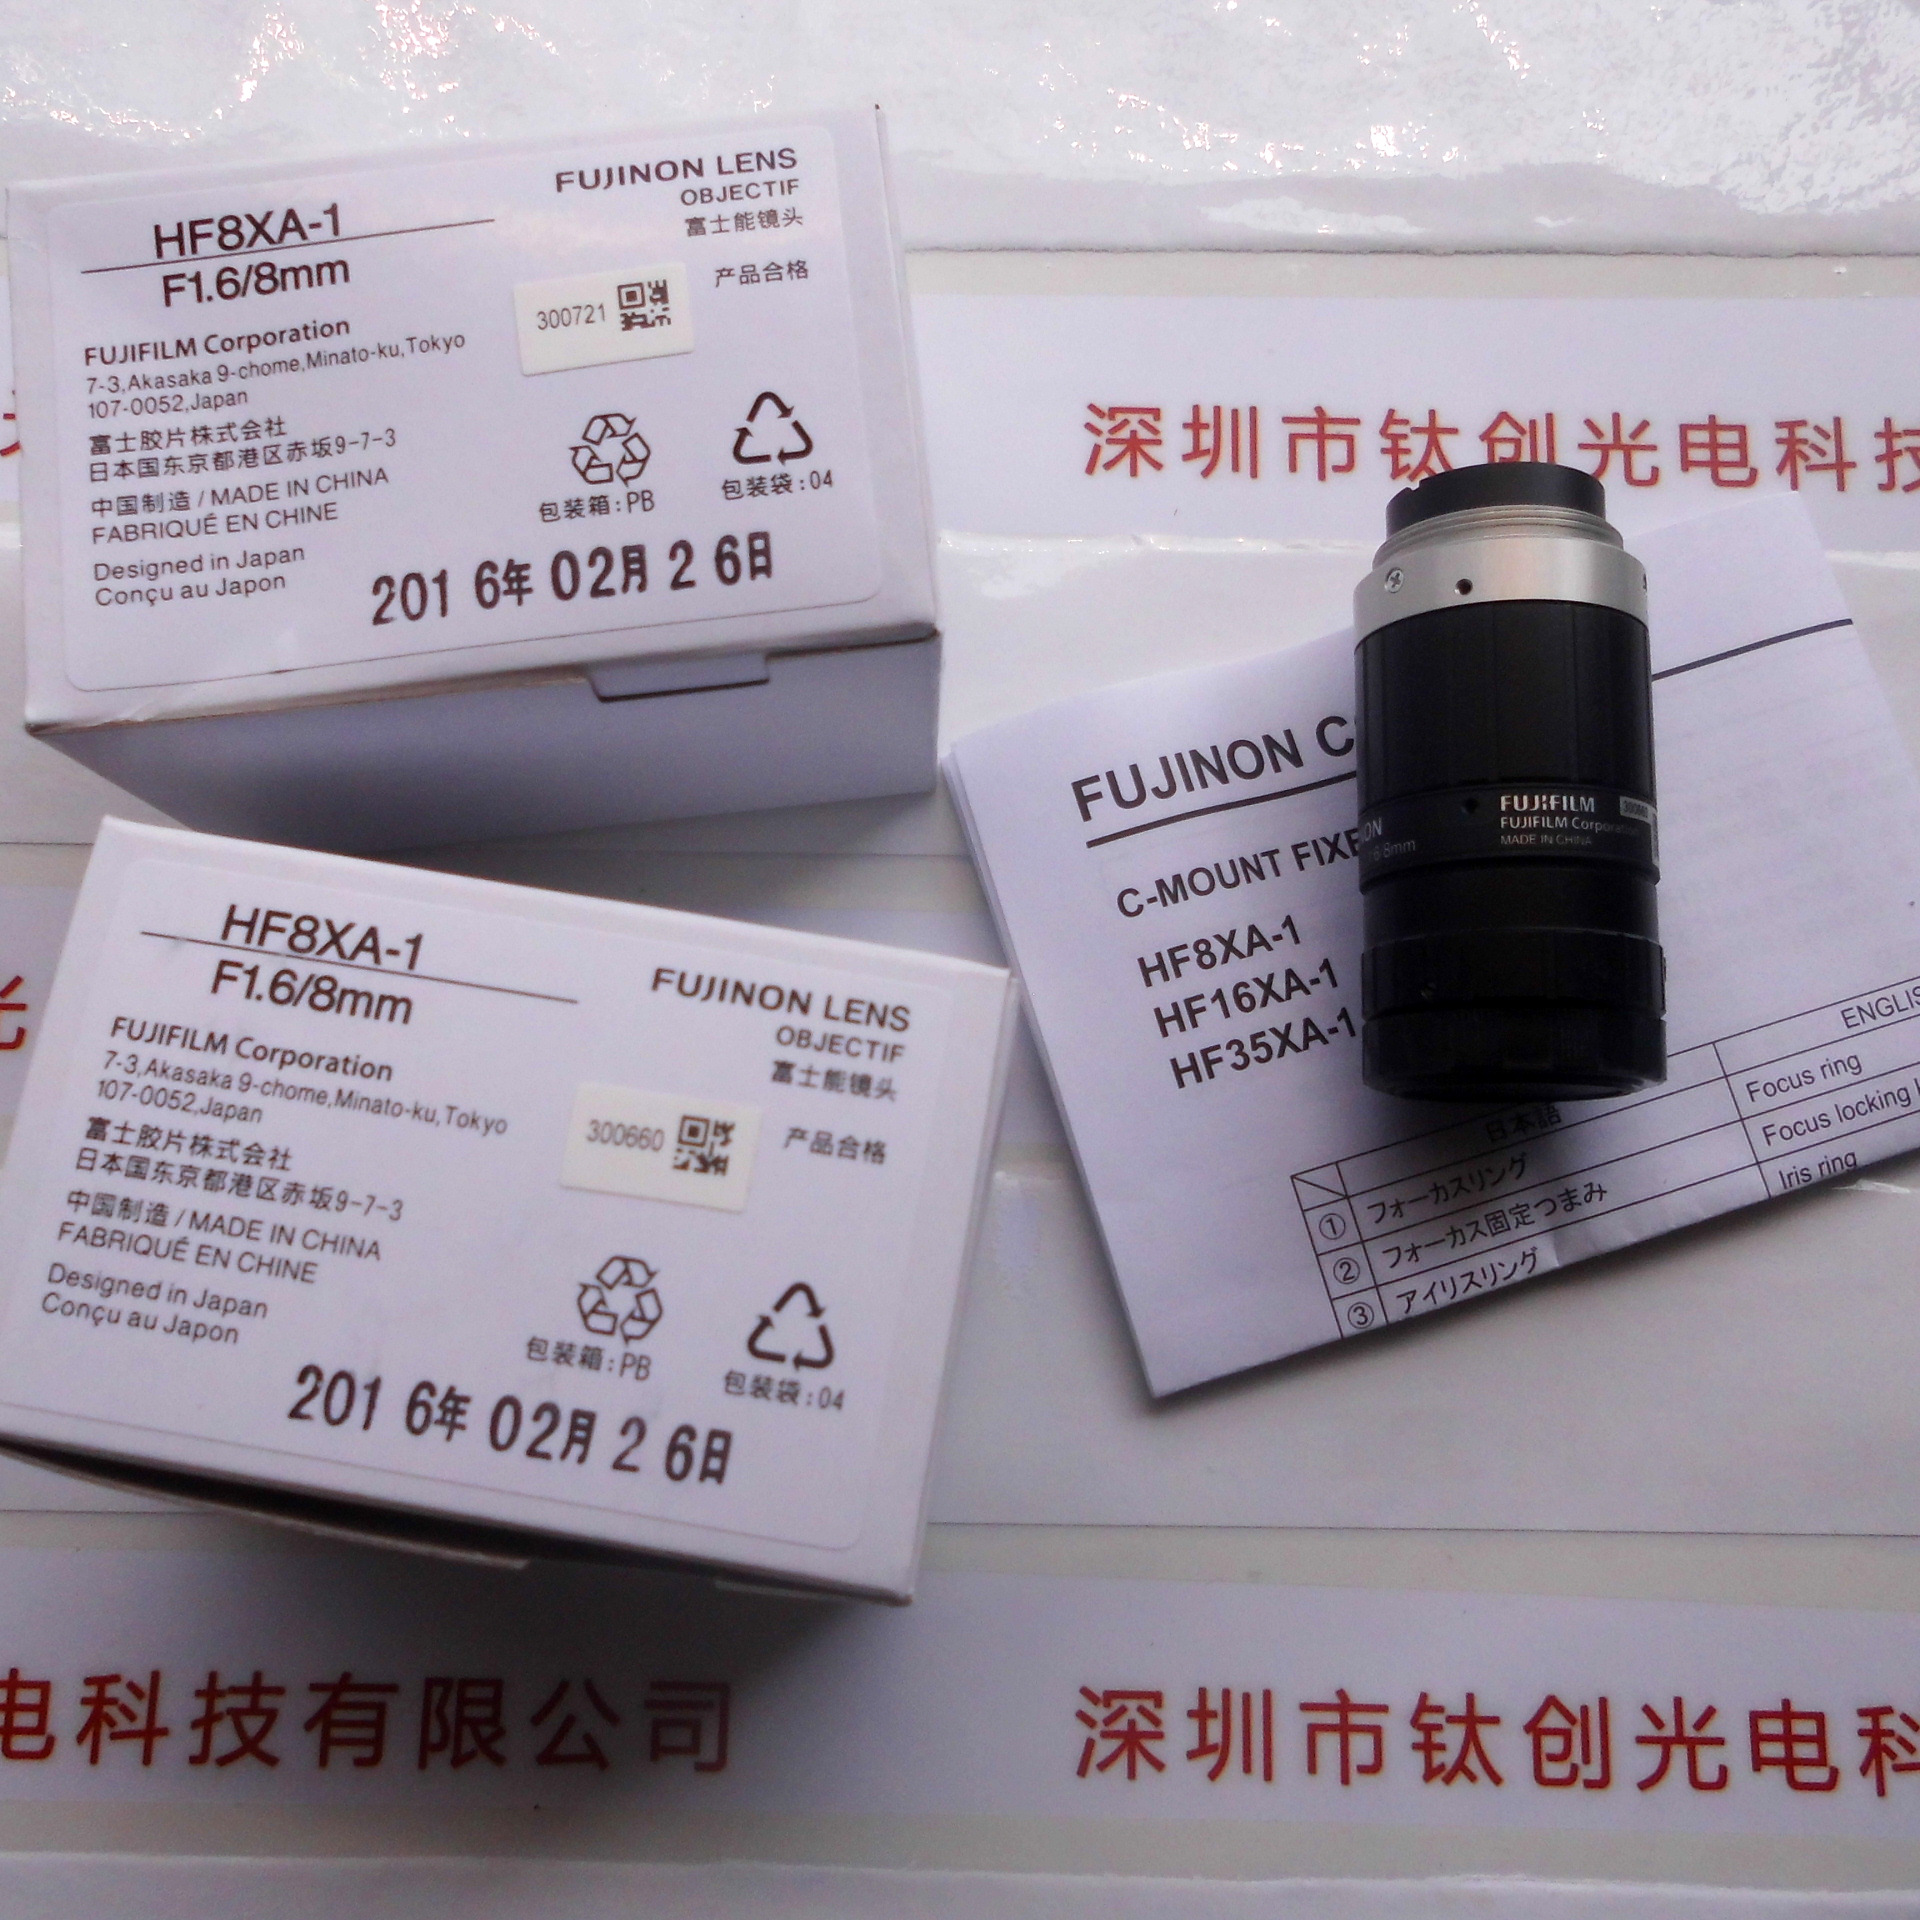 HF8XA-1
F1.6/8mm
FUJINON LENS
OBJECTIF
富士能镜头
产品合格
300721
FUJIFILM Corporation
7-3,Akasaka 9-chome,Minato-ku,Tokyo
107-0052,Japan
富士胶片株式会社
日本国东京都港区赤坂9-7-3
中国制造 / MADE IN CHINA
FABRIQUÉ EN CHINE
Designed in Japan
Conçu au Japon
包装箱:PB
包装袋:04
2016年 02月 26日
HF8XA-1
F1.6/8mm
FUJINON LENS
OBJECTIF
富士能镜头
产品合格
300660
FUJIFILM Corporation
7-3,Akasaka 9-chome,Minato-ku,Tokyo
107-0052,Japan
富士胶片株式会社
日本国东京都港区赤坂9-7-3
中国制造 / MADE IN CHINA
FABRIQUÉ EN CHINE
Designed in Japan
Conçu au Japon
包装箱:PB
包装袋:04
2016年 02月 26日
深圳市钛创光电科技
FUJIFILM
FUJIFILM Corporation
MADE IN CHINA
300660
6/8mm
FUJINON
C-MOUNT
HF8XA-1
HF16XA-1
HF35XA-1
日本語
① フォーカスリング Focus ring
② フォーカス固定つまみ Focus locking
③ アイリスリング Iris ring
光
电科技有限公司
深圳市钛创光电科